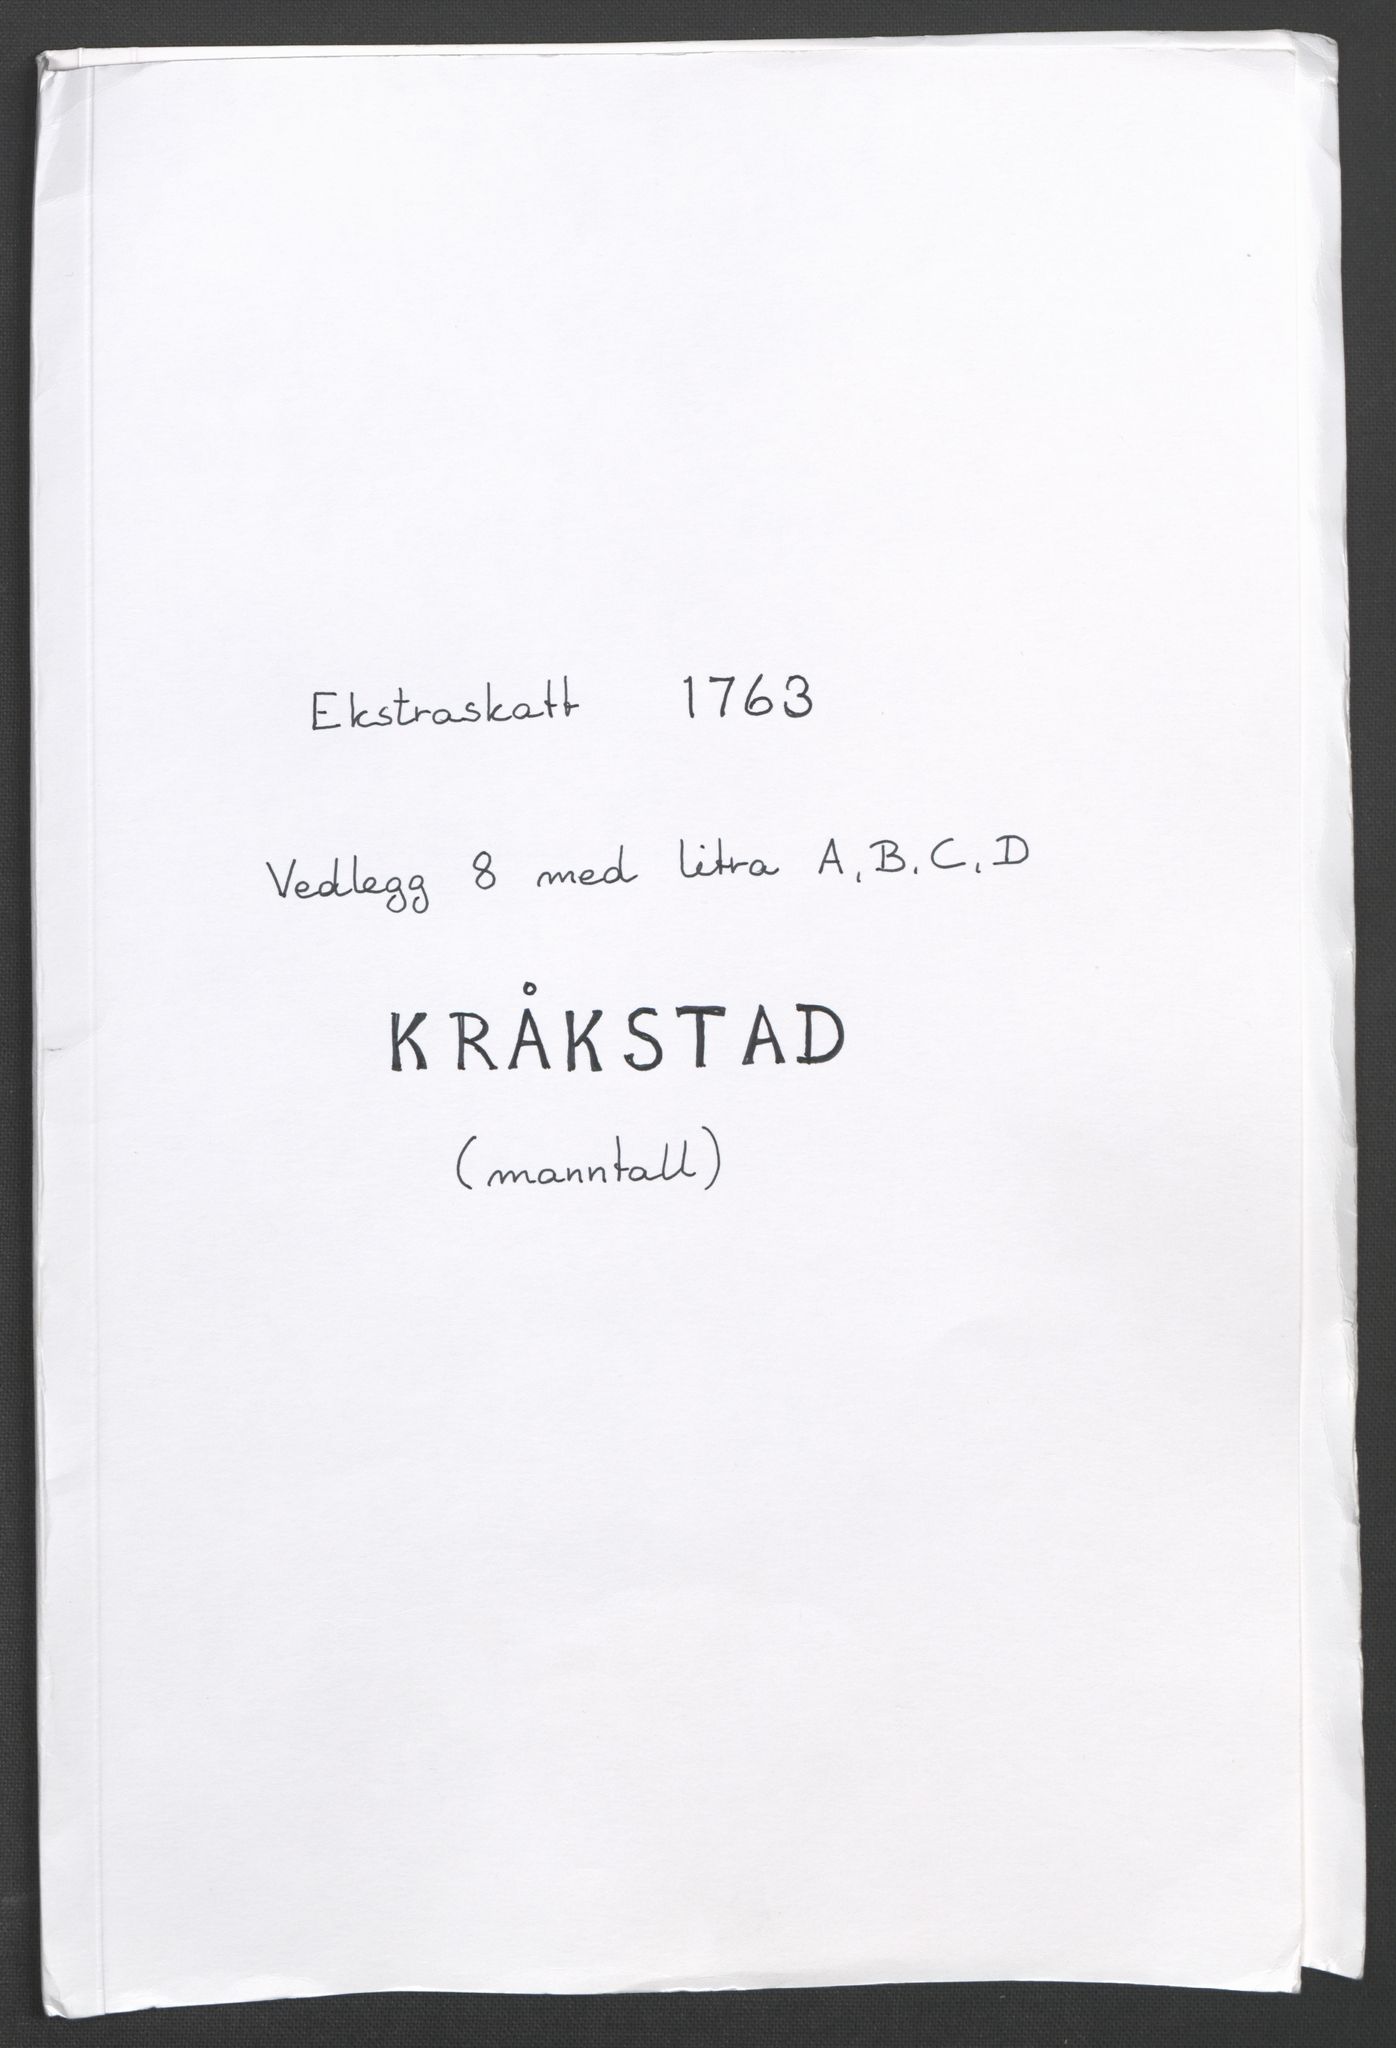 Ekstraskatt 1763
Vedlegg 8 med litra A, B, C, D
KRÅKSTAD
(manntall)